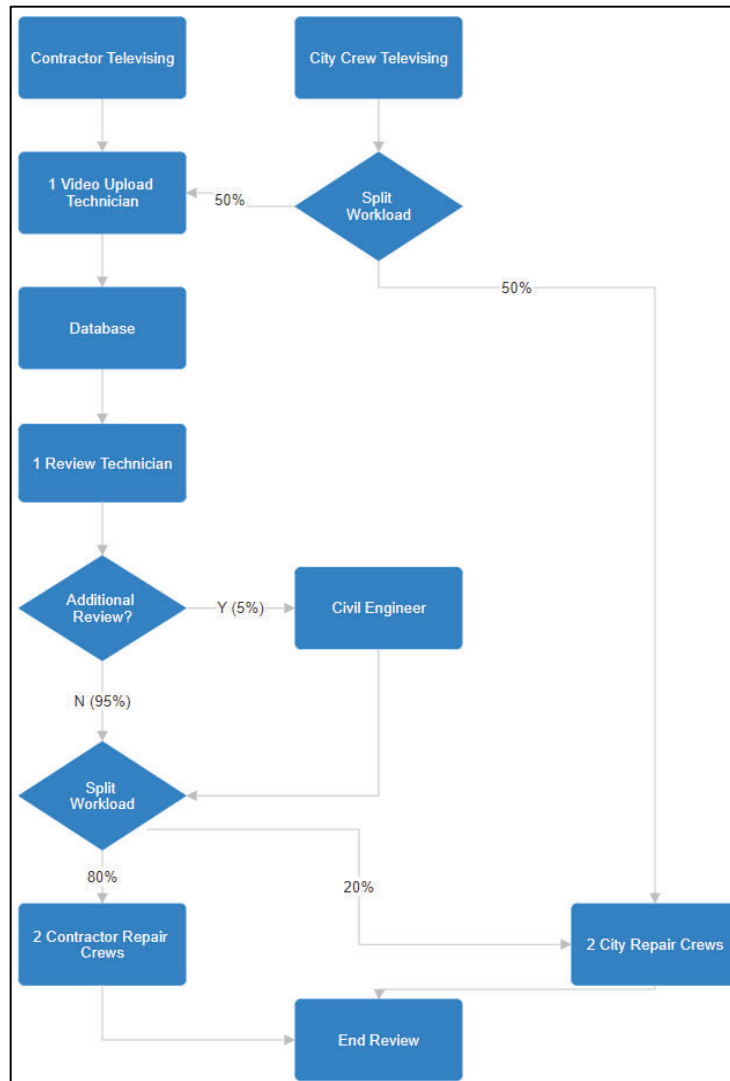 Contractor Televising
City Crew Televising
1 Video Upload
Technician
50%
Split
Workload
50%
Database
1 Review Technician
Additional
Review?
Y (5%)
Civil Engineer
N (95%)
Split
Workload
80%
20%
2 Contractor Repair
Crews
2 City Repair Crews
End Review